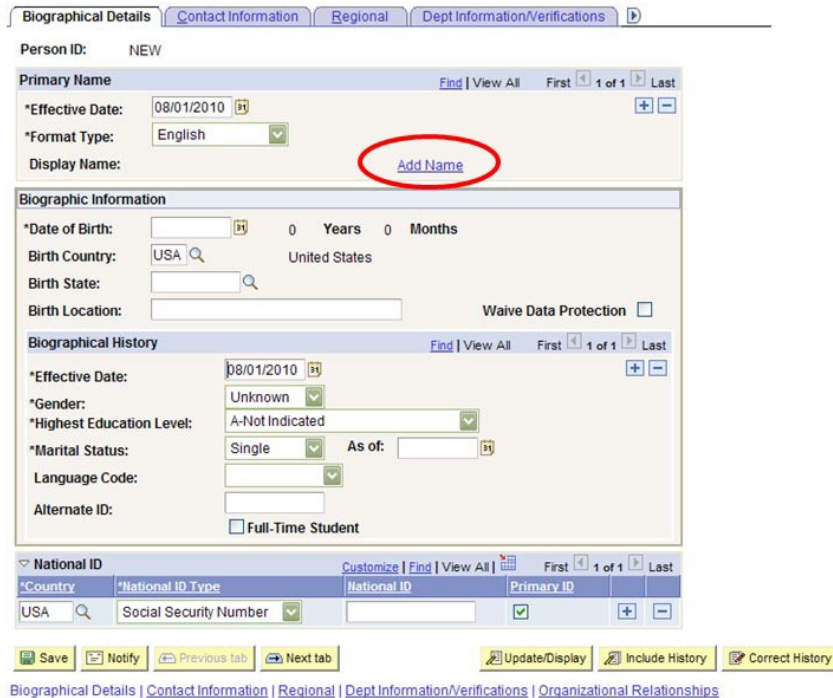 Biographical Details Contact Information Regional Dept Information/Verifications
Person ID: NEW
Primary Name Find | View All First 1 of 1 Last
*Effective Date: 08/01/2010 31
*Format Type: English
Display Name: Add Name
Biographic Information
*Date of Birth: 31 0 Years 0 Months
Birth Country: USA United States
Birth State:
Birth Location: Waive Data Protection
Biographical History Find | View All First 1 of 1 Last
*Effective Date: 08/01/2010 31
*Gender: Unknown
*Highest Education Level: A-Not Indicated
*Marital Status: Single As of: 31
Language Code:
Alternate ID:
Full-Time Student
National ID Customize | Find | View All | First 1 of 1 Last
*Country *National ID Type National ID Primary ID
USA Social Security Number
Save Notify Previous tab Next tab Update/Display Include History Correct History
Biographical Details | Contact Information | Regional | Dept Information/Verifications | Organizational Relationships